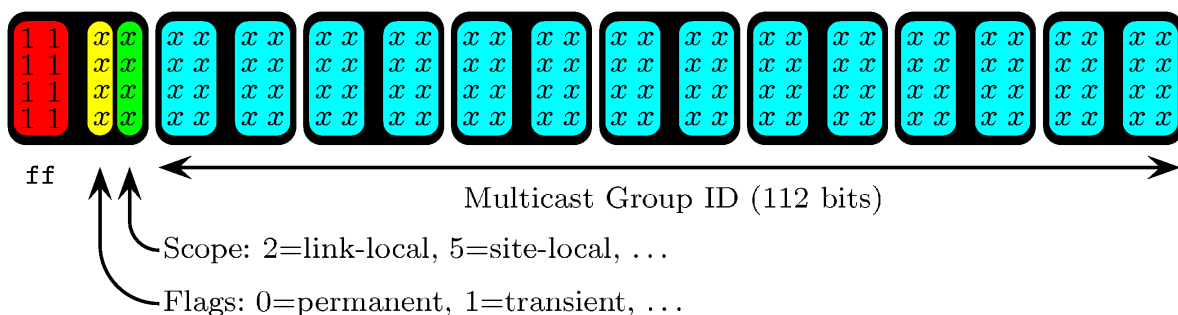 1 1 x x x x x x x x x x x x x x x x x x x x x x x x x x x x x x
1 1 x x x x x x x x x x x x x x x x x x x x x x x x x x x x x x
1 1 x x x x x x x x x x x x x x x x x x x x x x x x x x x x x x
1 1 x x x x x x x x x x x x x x x x x x x x x x x x x x x x x x
ff
Multicast Group ID (112 bits)
Scope: 2=link-local, 5=site-local, ...
Flags: 0=permanent, 1=transient, ...